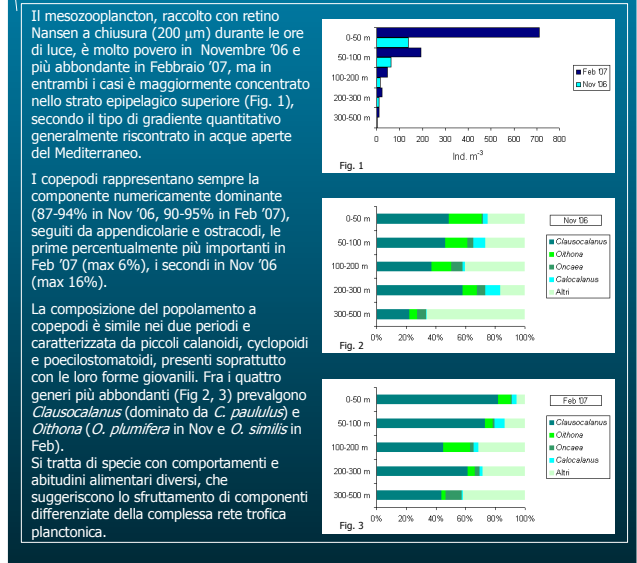 Il mesozooplancton, raccolto con retino
Nansen a chiusura (200 μm) durante le ore
di luce, è molto povero in Novembre '06 e
più abbondante in Febbraio '07, ma in
entrambi i casi è maggiormente concentrato
nello strato epipelagico superiore (Fig. 1),
secondo il tipo di gradiente quantitativo
generalmente riscontrato in acque aperte
del Mediterraneo.
I copepodi rappresentano sempre la
componente numericamente dominante
(87-94% in Nov '06, 90-95% in Feb '07),
seguiti da appendicolarie e ostracodi, le
prime percentualmente più importanti in
Feb '07 (max 6%), i secondi in Nov '06
(max 16%).
La composizione del popolamento a
copepodi è simile nei due periodi e
caratterizzata da piccoli calanoidi, cyclopoidi
e poecilostomatoidi, presenti soprattutto
con le loro forme giovanili. Fra i quattro
generi più abbondanti (Fig 2, 3) prevalgono
Clausocalanus (dominato da C. paululus) e
Oithona (O. plumifera in Nov e O. similis in
Feb).
Si tratta di specie con comportamenti e
abitudini alimentari diversi, che
suggeriscono lo sfruttamento di componenti
differenziate della complessa rete trofica
planctonica.
0-50 m
50-100 m
100-200 m
200-300 m
300-500 m
0 100 200 300 400 500 600 700 800
Ind. m-3
Feb '07
Nov '06
Fig. 1
0-50 m
50-100 m
100-200 m
200-300 m
300-500 m
0% 20% 40% 60% 80% 100%
Nov '06
Clausocalanus
Oithona
Oncaea
Calocalanus
Altri
Fig. 2
0-50 m
50-100 m
100-200 m
200-300 m
300-500 m
0% 20% 40% 60% 80% 100%
Feb '07
Clausocalanus
Oithona
Oncaea
Calocalanus
Altri
Fig. 3